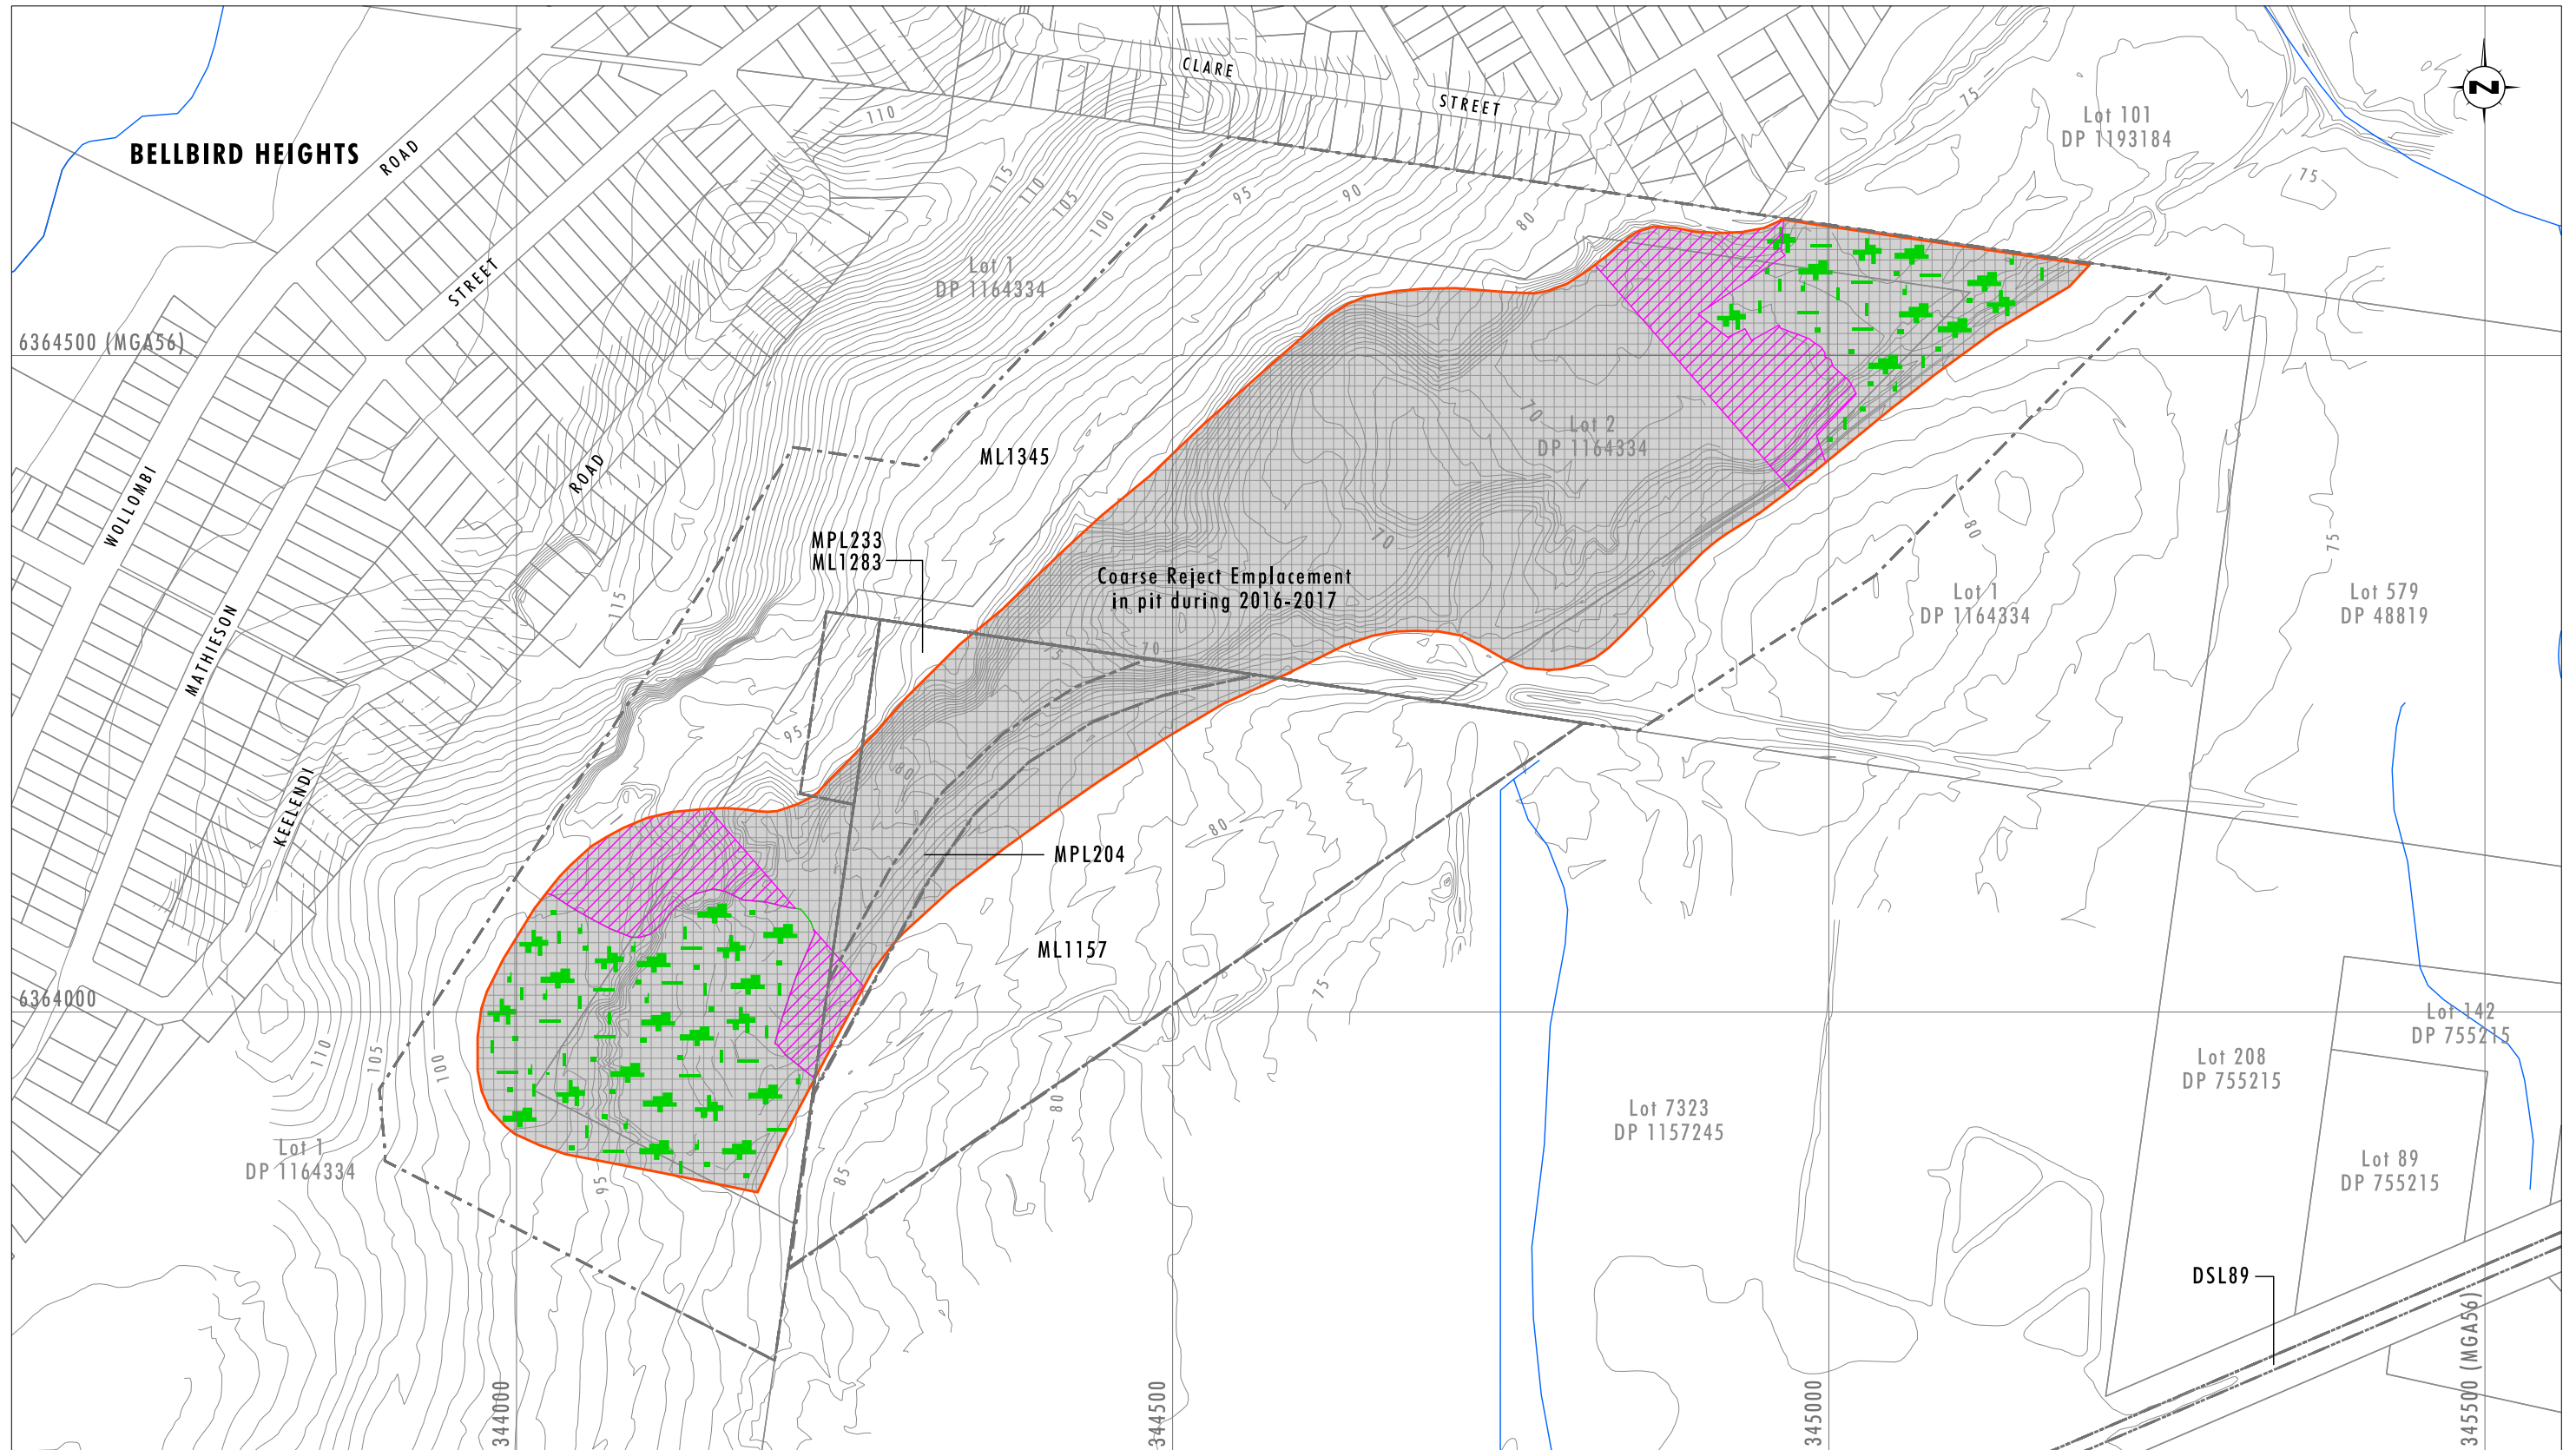 CLARE
STREET
110
75
Lot 101
DP 1193184
N
BELLBIRD HEIGHTS
ROAD
115
110
105
100
95
90
80
75
STREET
Lot 1
DP 1164334
6364500 (MGA56)
70
Lot 2
DP 1164334
ML1345
WOLLOMBI
ROAD
80
75
MPL233
ML1283
70
Coarse Reject Emplacement
in pit during 2016-2017
115
Lot 1
DP 1164334
Lot 579
DP 48819
MATHIESON
70
95
80
KEELENDI
80
MPL204
ML1157
75
6364000
110
105
100
80
Lot 142
DP 755215
Lot 208
DP 755215
Lot 7323
DP 1157245
Lot 1
DP 1164334
95
85
Lot 89
DP 755215
DSL89
344000
344500
345000
345500 (MGA56)